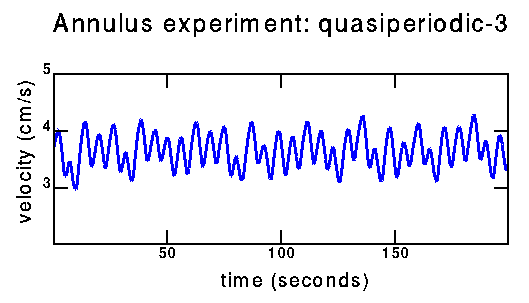 Annulus experiment: quasiperiodic-3
5
4
3
velocity (cm/s)
50 100 150
time (seconds)